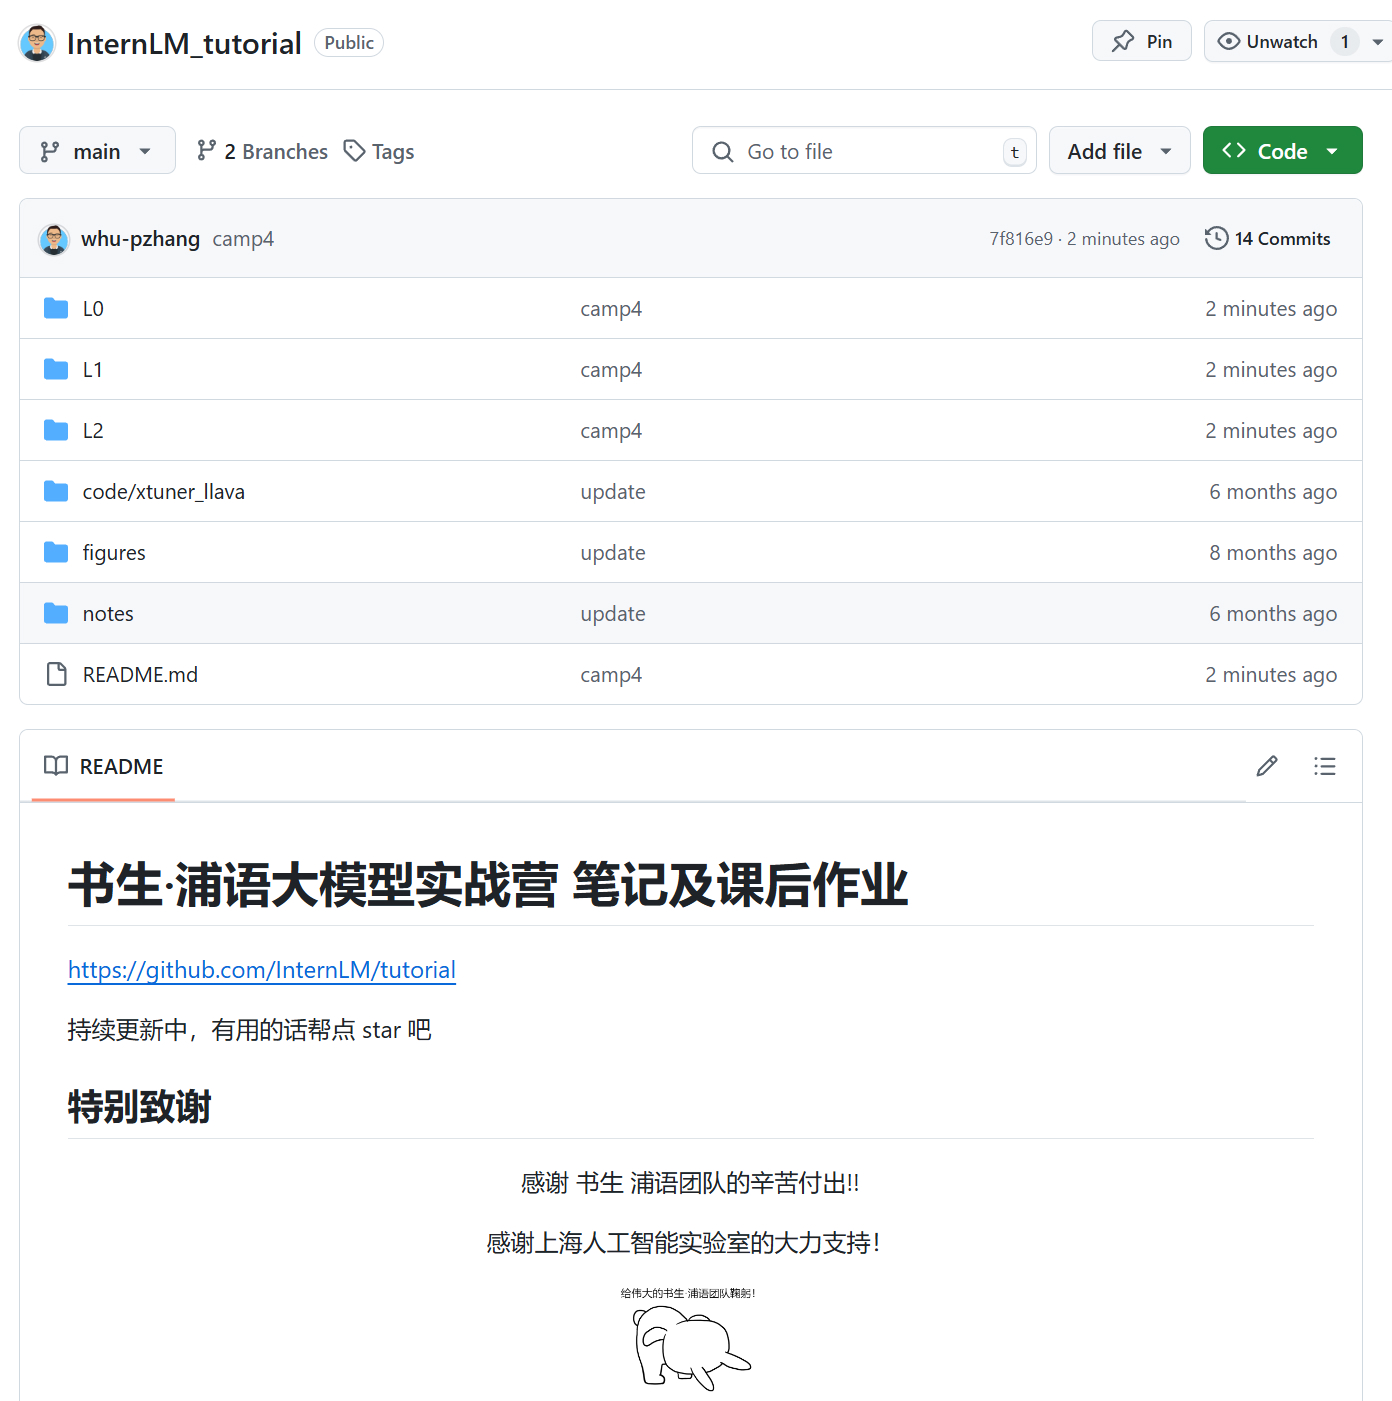 InternLM_tutorial Public Pin Unwatch 1
main 2 Branches Tags Go to file t Add file Code
whu-pzhang camp4 7f816e9 · 2 minutes ago 14 Commits
L0 camp4 2 minutes ago
L1 camp4 2 minutes ago
L2 camp4 2 minutes ago
code/xtuner_llava update 6 months ago
figures update 8 months ago
notes update 6 months ago
README.md camp4 2 minutes ago
README
书生·浦语大模型实战营 笔记及课后作业
https://github.com/InternLM/tutorial
持续更新中，有用的话帮点 star 吧
特别致谢
感谢 书生 浦语团队的辛苦付出!!
感谢上海人工智能实验室的大力支持！
给伟大的书生·浦语团队鞠躬！